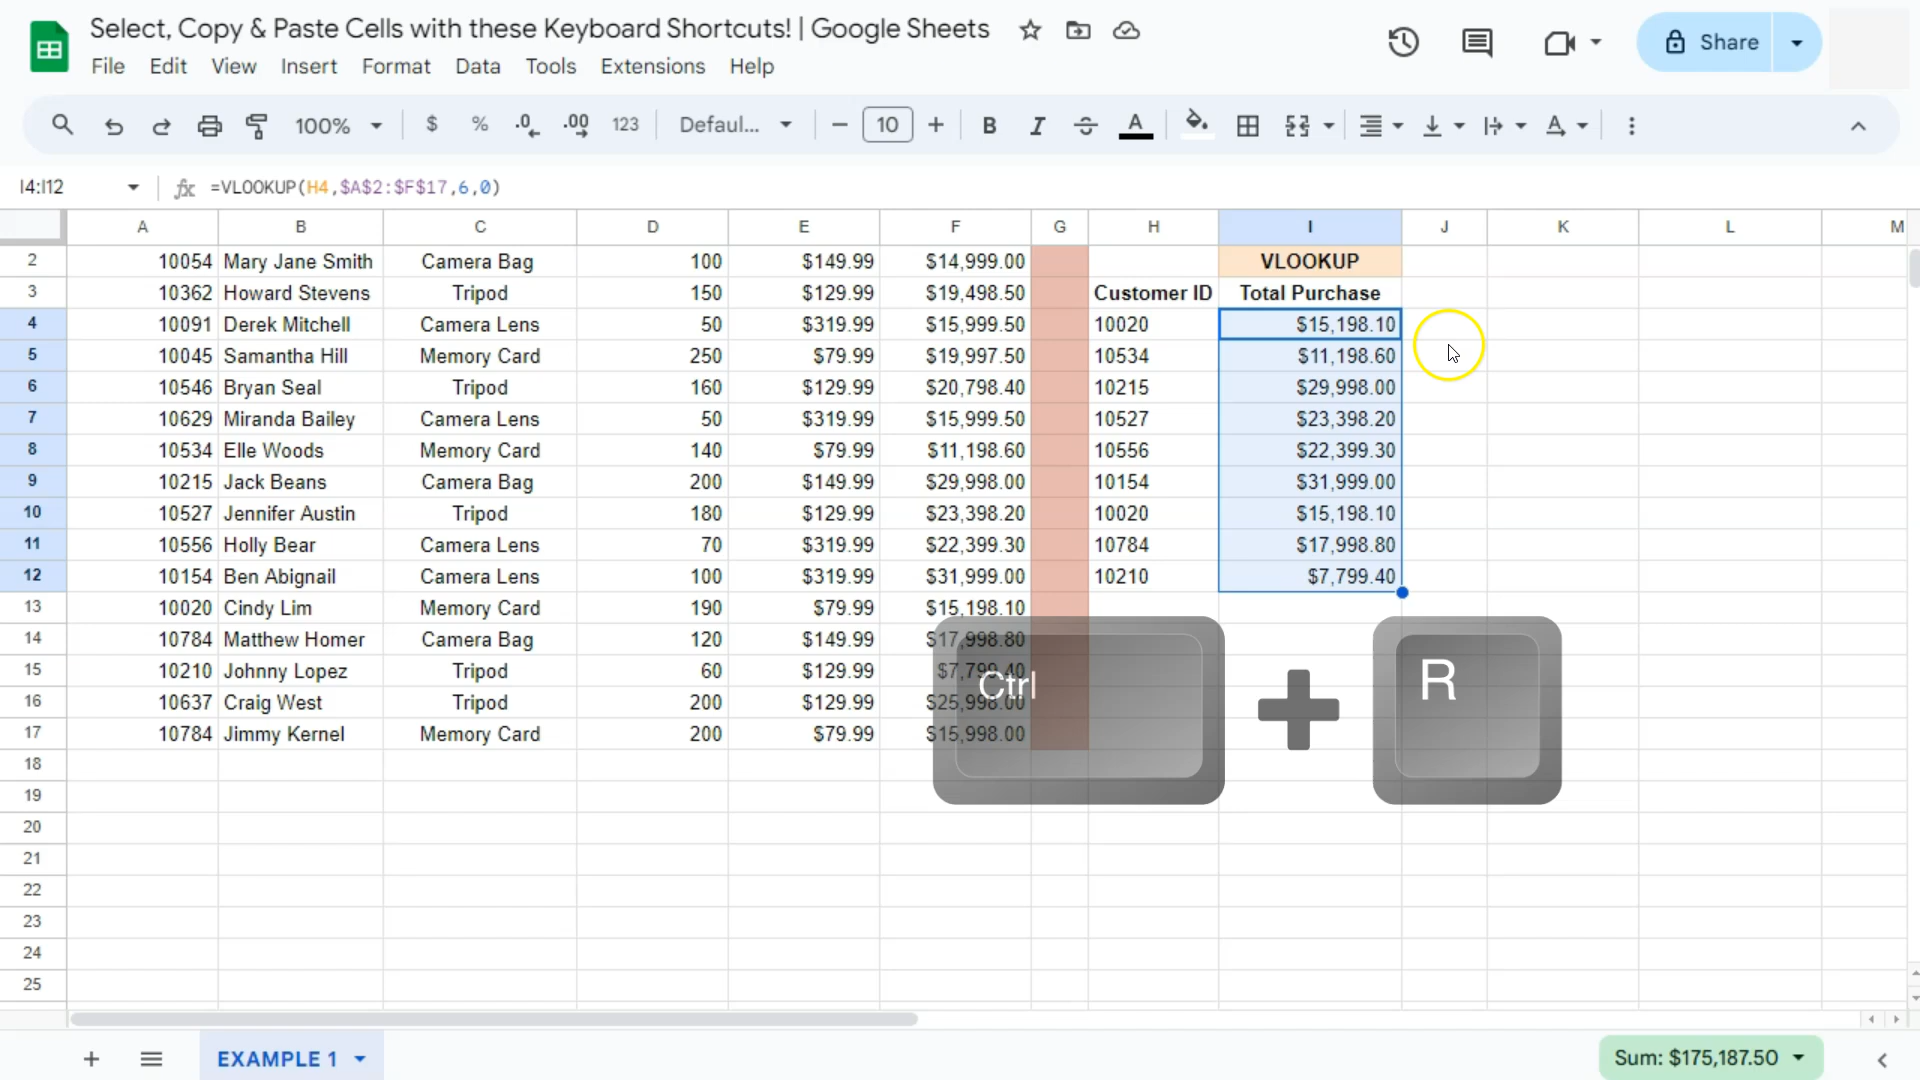 Select, Copy & Paste Cells with these Keyboard Shortcuts! | Google Sheets
File Edit View Insert Format Data Tools Extensions Help
Share
100% $ % .0 .00 123 Defaul... 10 B I A
I4:I12 fx =VLOOKUP(H4,$A$2:$F$17,6,0)
A B C D E F G H I J K L M
2 10054 Mary Jane Smith Camera Bag 100 $149.99 $14,999.00 VLOOKUP
3 10362 Howard Stevens Tripod 150 $129.99 $19,498.50 Customer ID Total Purchase
4 10091 Derek Mitchell Camera Lens 50 $319.99 $15,999.50 10020 $15,198.10
5 10045 Samantha Hill Memory Card 250 $79.99 $19,997.50 10534 $11,198.60
6 10546 Bryan Seal Tripod 160 $129.99 $20,798.40 10215 $29,998.00
7 10629 Miranda Bailey Camera Lens 50 $319.99 $15,999.50 10527 $23,398.20
8 10534 Elle Woods Memory Card 140 $79.99 $11,198.60 10556 $22,399.30
9 10215 Jack Beans Camera Bag 200 $149.99 $29,998.00 10154 $31,999.00
10 10527 Jennifer Austin Tripod 180 $129.99 $23,398.20 10020 $15,198.10
11 10556 Holly Bear Camera Lens 70 $319.99 $22,399.30 10784 $17,998.80
12 10154 Ben Abignail Camera Lens 100 $319.99 $31,999.00 10210 $7,799.40
13 10020 Cindy Lim Memory Card 190 $79.99 $15,198.10
14 10784 Matthew Homer Camera Bag 120 $149.99 $17,998.80
15 10210 Johnny Lopez Tripod 60 $129.99 $7,799.40
Ctrl R
16 10637 Craig West Tripod 200 $129.99 $25,998.00
17 10784 Jimmy Kernel Memory Card 200 $79.99 $15,998.00
18
19
20
21
22
23
24
25
EXAMPLE 1 Sum: $175,187.50